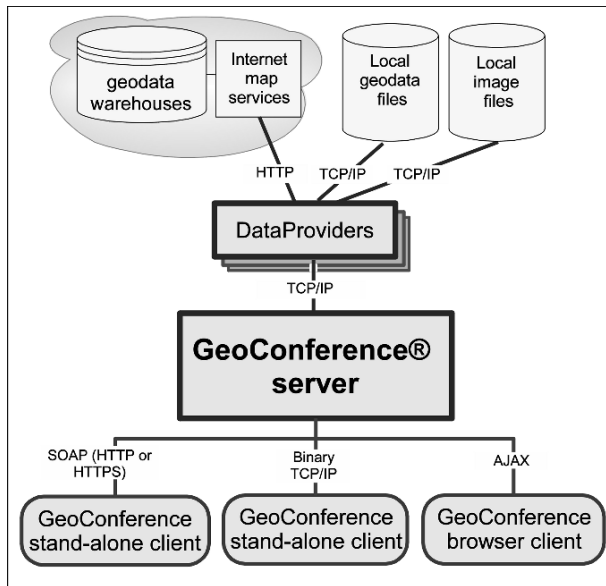 geodata
warehouses
Internet
map
services
Local
geodata
files
Local
image
files
HTTP
TCP/IP
TCP/IP
DataProviders
TCP/IP
GeoConference®
server
SOAP (HTTP or
HTTPS)
Binary
TCP/IP
AJAX
GeoConference
stand-alone client
GeoConference
stand-alone client
GeoConference
browser client